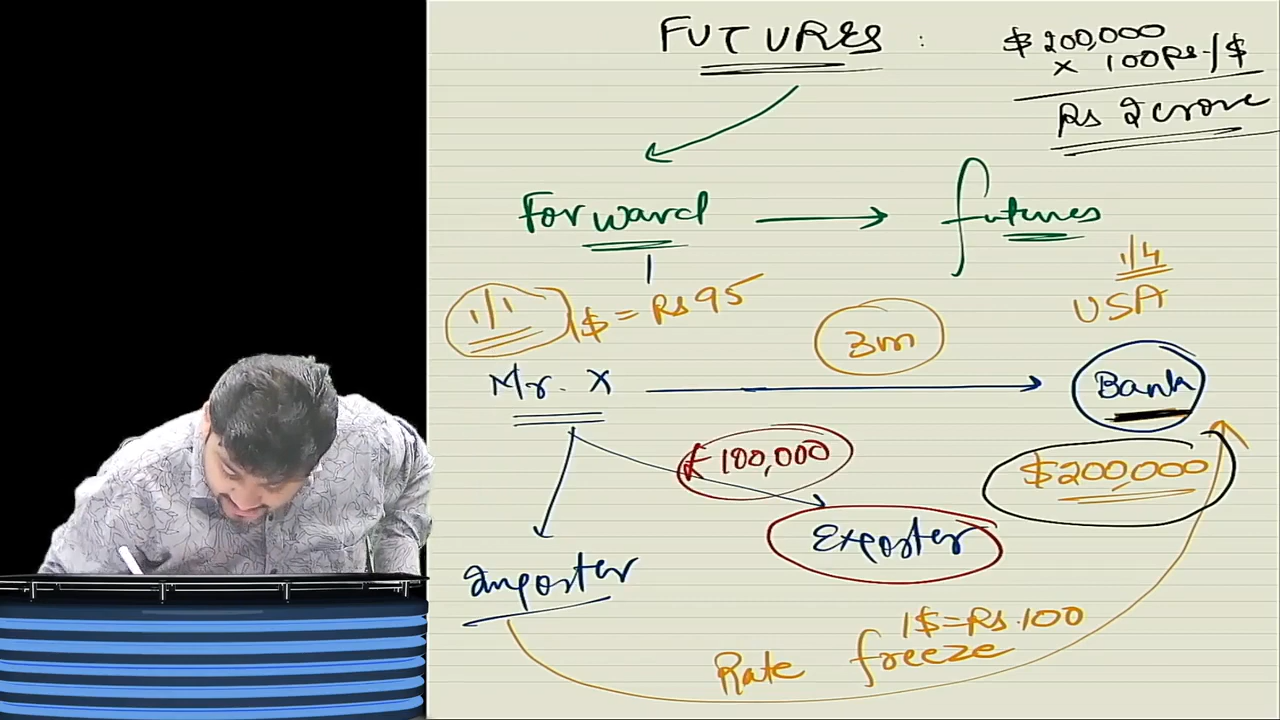 FUTURES :
$ 200,000
x 100Rs./$
Rs 2 crore
Forward → futures
1/4
1/1 1$ = Rs 95
USA
3m
Mr. X
Bank
£100,000
$200,000
Exporter
Importer
1$=Rs.100
Rate freeze